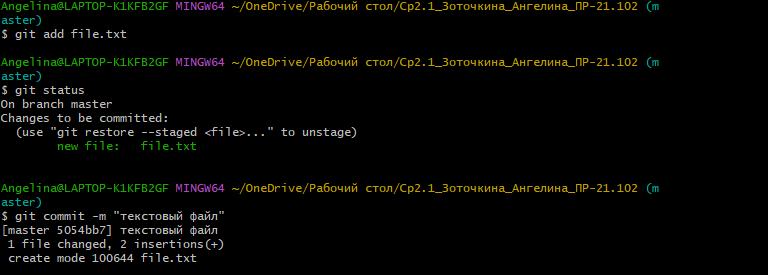 Angelina@LAPTOP-K1KFB2GF MINGW64 ~/OneDrive/Рабочий стол/Ср2.1_Зоточкина_Ангелина_ПР-21.102 (m
aster)
$ git add file.txt
Angelina@LAPTOP-K1KFB2GF MINGW64 ~/OneDrive/Рабочий стол/Ср2.1_Зоточкина_Ангелина_ПР-21.102 (m
aster)
$ git status
On branch master
Changes to be committed:
  (use "git restore --staged <file>..." to unstage)
        new file:   file.txt
Angelina@LAPTOP-K1KFB2GF MINGW64 ~/OneDrive/Рабочий стол/Ср2.1_Зоточкина_Ангелина_ПР-21.102 (m
aster)
$ git commit -m "текстовый файл"
[master 5054bb7] текстовый файл
 1 file changed, 2 insertions(+)
 create mode 100644 file.txt